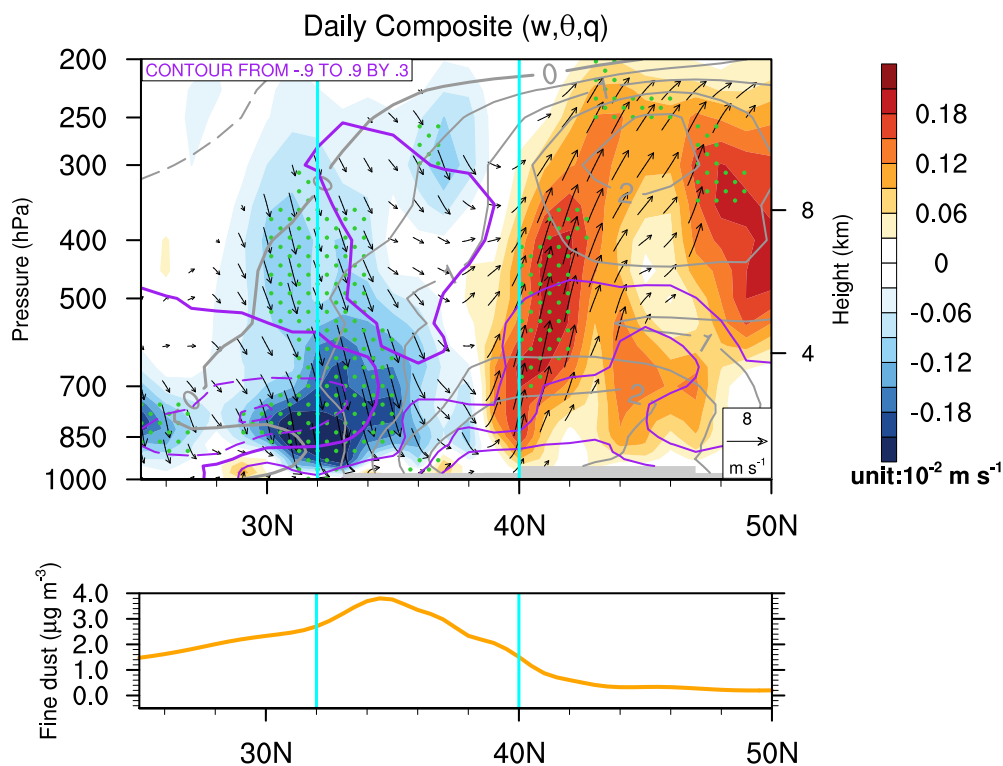 Daily Composite (w,θ,q)
CONTOUR FROM -.9 TO .9 BY .3
200
250
300
400
500
700
850
1000
Pressure (hPa)
0
0
0
1
2
1
2
8
m s⁻¹
8
4
Height (km)
30N
40N
50N
0.18
0.12
0.06
0
-0.06
-0.12
-0.18
unit:10⁻² m s⁻¹
Fine dust (µg m⁻³)
4.0
3.0
2.0
1.0
0.0
30N
40N
50N